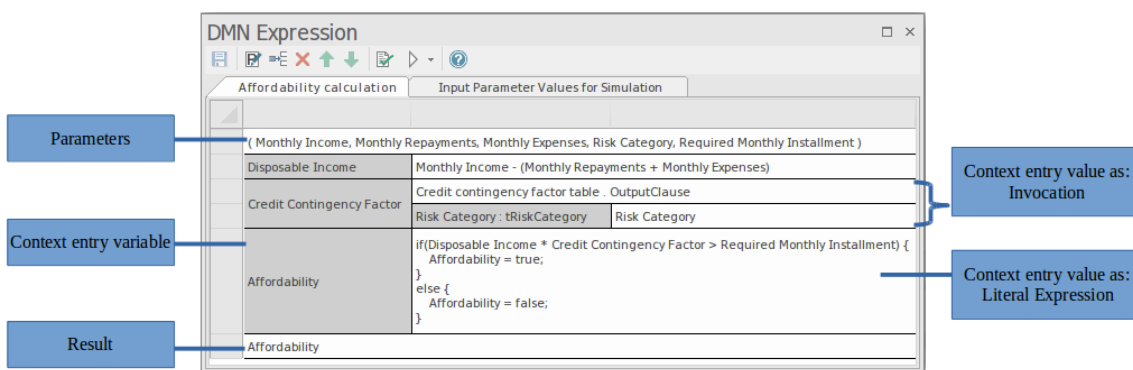 DMN Expression
Affordability calculation
Input Parameter Values for Simulation
Parameters
( Monthly Income, Monthly Repayments, Monthly Expenses, Risk Category, Required Monthly Installment )
Disposable Income
Monthly Income - (Monthly Repayments + Monthly Expenses)
Credit Contingency Factor
Credit contingency factor table . OutputClause
Risk Category : tRiskCategory
Risk Category
Context entry value as:
Invocation
Context entry variable
Affordability
if(Disposable Income * Credit Contingency Factor > Required Monthly Installment) {
Affordability = true;
}
else {
Affordability = false;
}
Context entry value as:
Literal Expression
Result
Affordability